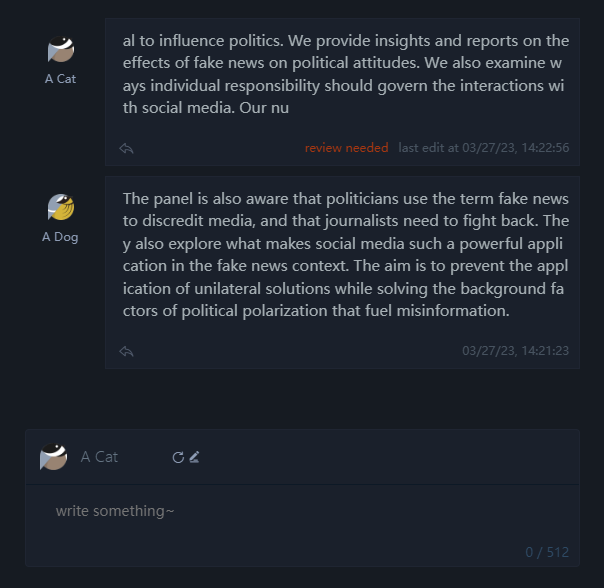 al to influence politics. We provide insights and reports on the
effects of fake news on political attitudes. We also examine w
ays individual responsibility should govern the interactions wi
th social media. Our nu
A Cat
review needed last edit at 03/27/23, 14:22:56
The panel is also aware that politicians use the term fake news
to discredit media, and that journalists need to fight back. The
y also explore what makes social media such a powerful appli
cation in the fake news context. The aim is to prevent the appl
ication of unilateral solutions while solving the background fa
ctors of political polarization that fuel misinformation.
A Dog
03/27/23, 14:21:23
A Cat
write something~
0 / 512